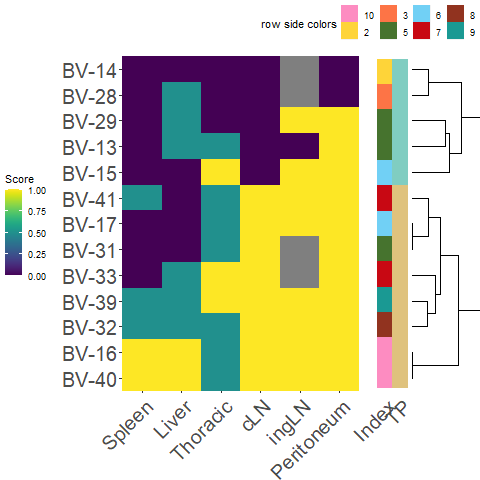 row side colors
10 3 6 8
2 5 7 9
BV-14
BV-28
BV-29
BV-13
BV-15
BV-41
BV-17
BV-31
BV-33
BV-39
BV-32
BV-16
BV-40
Score
1.00
0.75
0.50
0.25
0.00
Spleen
Liver
Thoracic
cLN
ingLN
Peritoneum
Index
TP